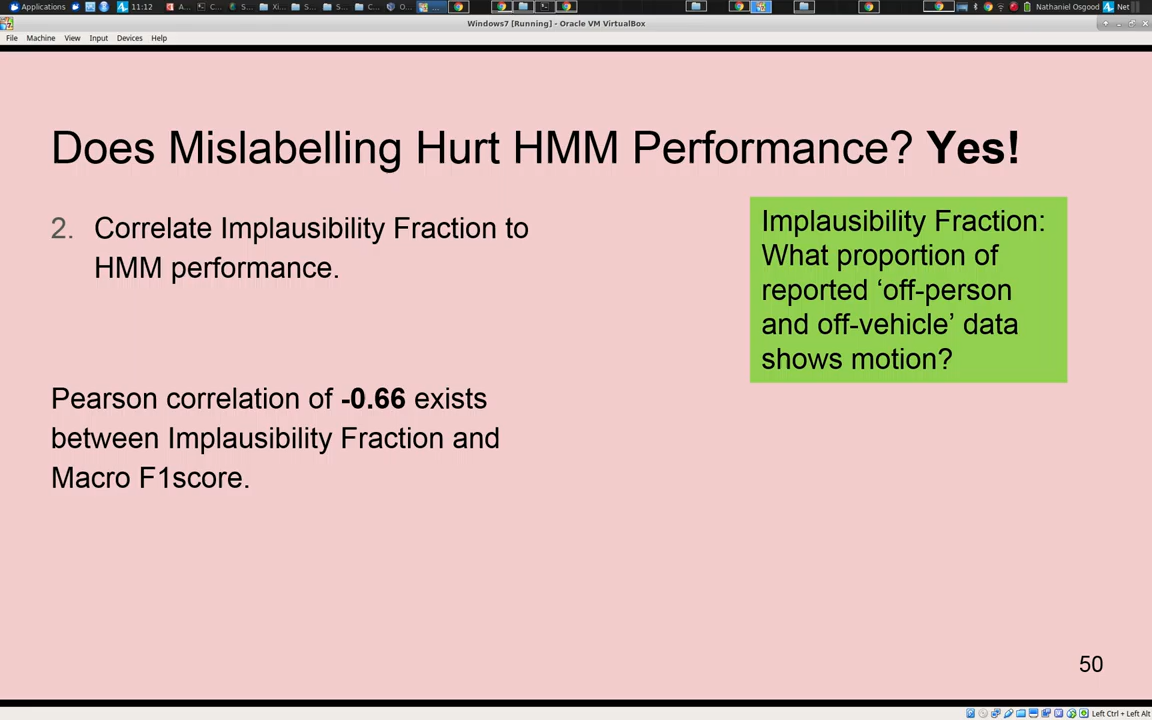 Applications 11:12 A... C... S... Xi... S... S... C... O... ... Nathaniel Osgood Net
Windows7 [Running] - Oracle VM VirtualBox
File Machine View Input Devices Help
Does Mislabelling Hurt HMM Performance? Yes!
2. Correlate Implausibility Fraction to
HMM performance.
Implausibility Fraction:
What proportion of
reported ‘off-person
and off-vehicle’ data
shows motion?
Pearson correlation of -0.66 exists
between Implausibility Fraction and
Macro F1score.
50
Left Ctrl + Left Alt